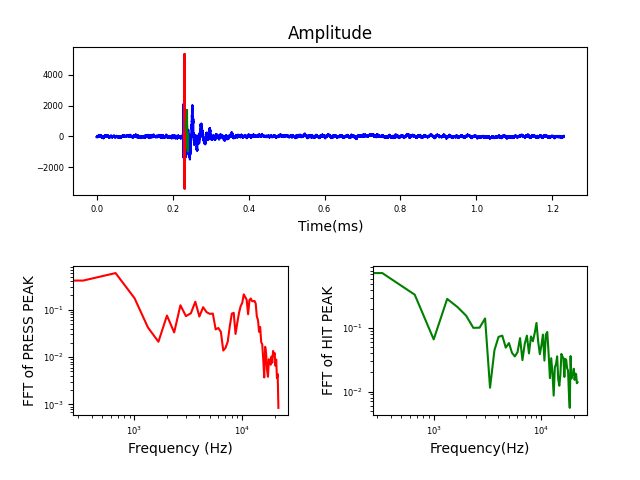 Amplitude
4000
2000
0
−2000
0.0 0.2 0.4 0.6 0.8 1.0 1.2
Time(ms)
FFT of PRESS PEAK
10⁻¹
10⁻²
10⁻³
10³ 10⁴
Frequency (Hz)
FFT of HIT PEAK
10⁻¹
10⁻²
10³ 10⁴
Frequency(Hz)